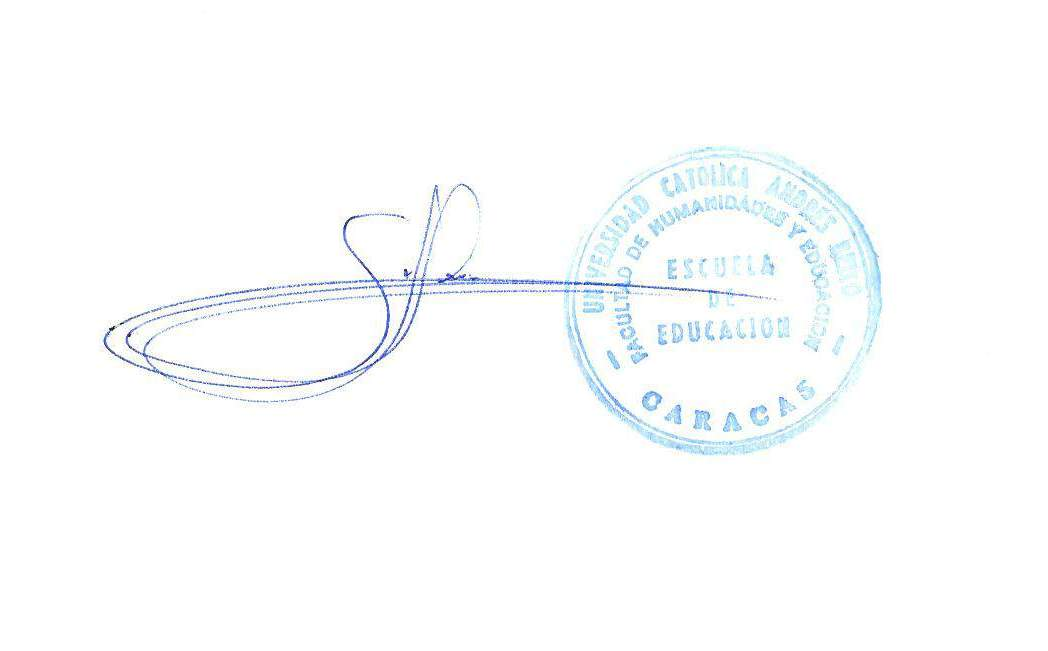 UNIVERSIDAD CATOLICA ANDRES BELLO
FACULTAD DE HUMANIDADES Y EDUCACION
ESCUELA
DE
EDUCACION
- CARACAS -